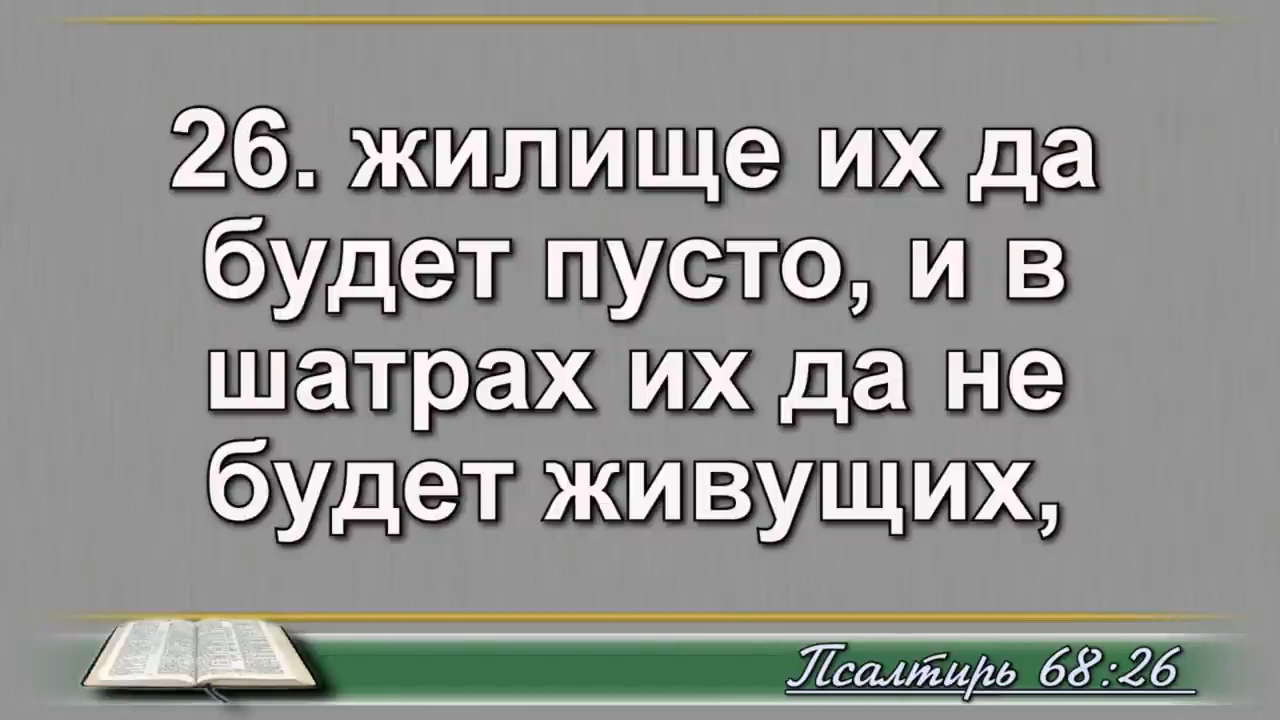 26. жилище их да
будет пусто, и в
шатрах их да не
будет живущих,
Псалтирь 68:26